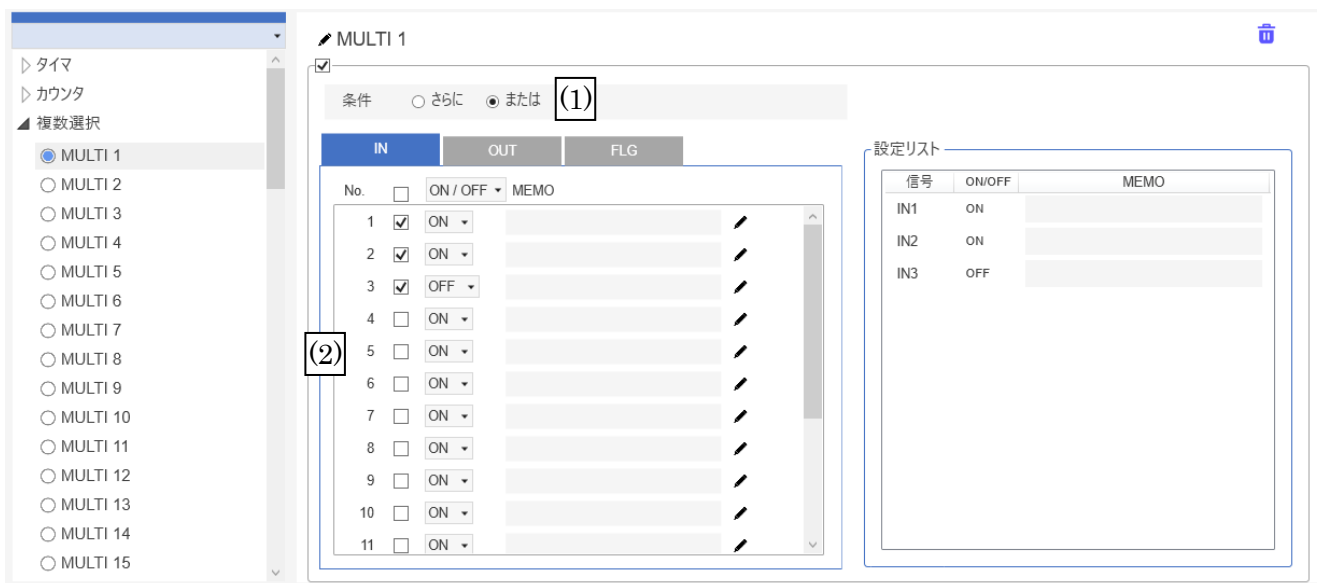 タイマ
カウンタ
複数選択
MULTI 1
MULTI 2
MULTI 3
MULTI 4
MULTI 5
MULTI 6
MULTI 7
MULTI 8
MULTI 9
MULTI 10
MULTI 11
MULTI 12
MULTI 13
MULTI 14
MULTI 15
MULTI 1
条件 さらに または (1)
IN OUT FLG
No. ON / OFF MEMO
1 ON
2 ON
3 OFF
4 ON
(2)
5 ON
6 ON
7 ON
8 ON
9 ON
10 ON
11 ON
設定リスト
信号 ON/OFF MEMO
IN1 ON
IN2 ON
IN3 OFF